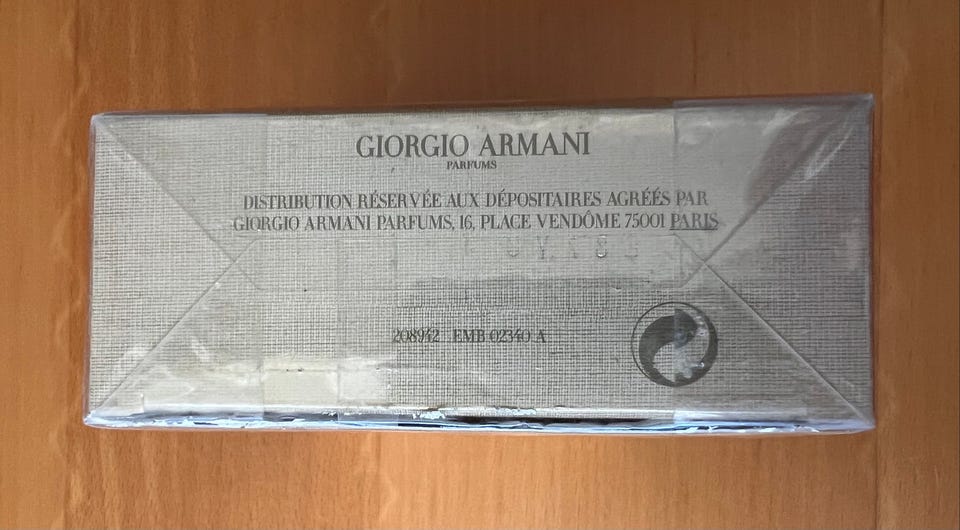 GIORGIO ARMANI
PARFUMS
DISTRIBUTION RÉSERVÉE AUX DÉPOSITAIRES AGRÉÉS PAR
GIORGIO ARMANI PARFUMS, 16, PLACE VENDÔME 75001 PARIS
208942 EMB 02340 A